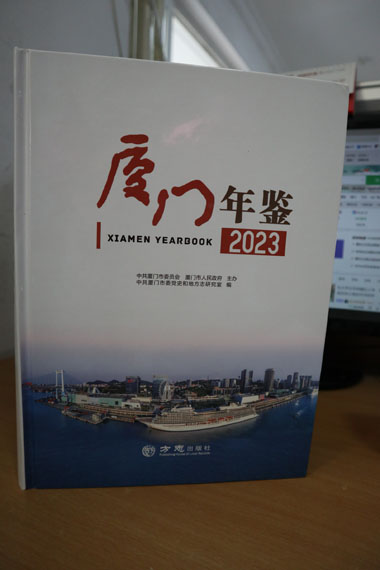 厦门年鉴
XIAMEN YEARBOOK 2023
中共厦门市委员会 厦门市人民政府 主办
中共厦门市委党史和地方志研究室 编
方志出版社